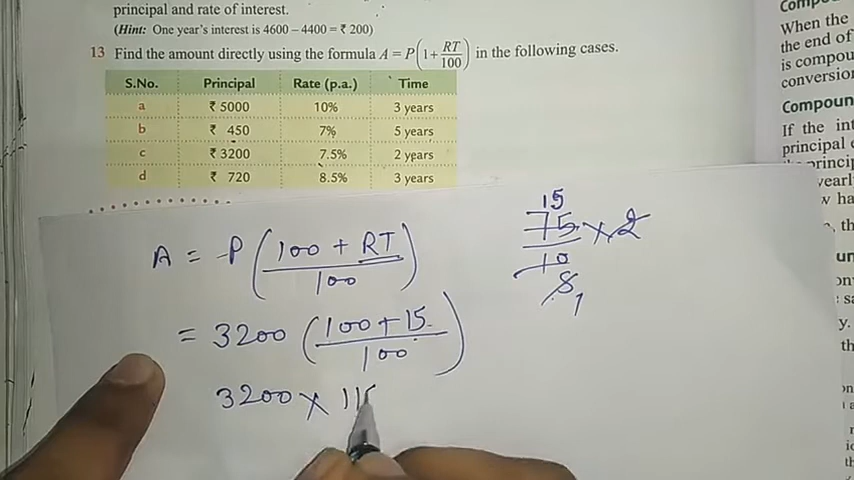 principal and rate of interest.
(Hint: One year's interest is 4600 – 4400 = ₹ 200)
13 Find the amount directly using the formula A = P(1+RT/100) in the following cases.
S.No. Principal Rate (p.a.) Time
a ₹ 5000 10% 3 years
b ₹ 450 7% 5 years
c ₹ 3200 7.5% 2 years
d ₹ 720 8.5% 3 years
A = P(100 + RT/100)
= 3200 (100 + 15/100)
3200 × 11
15
75 × 2
10
5 1
When the
the end of
is compou
conversio
Compoun
If the int
principal